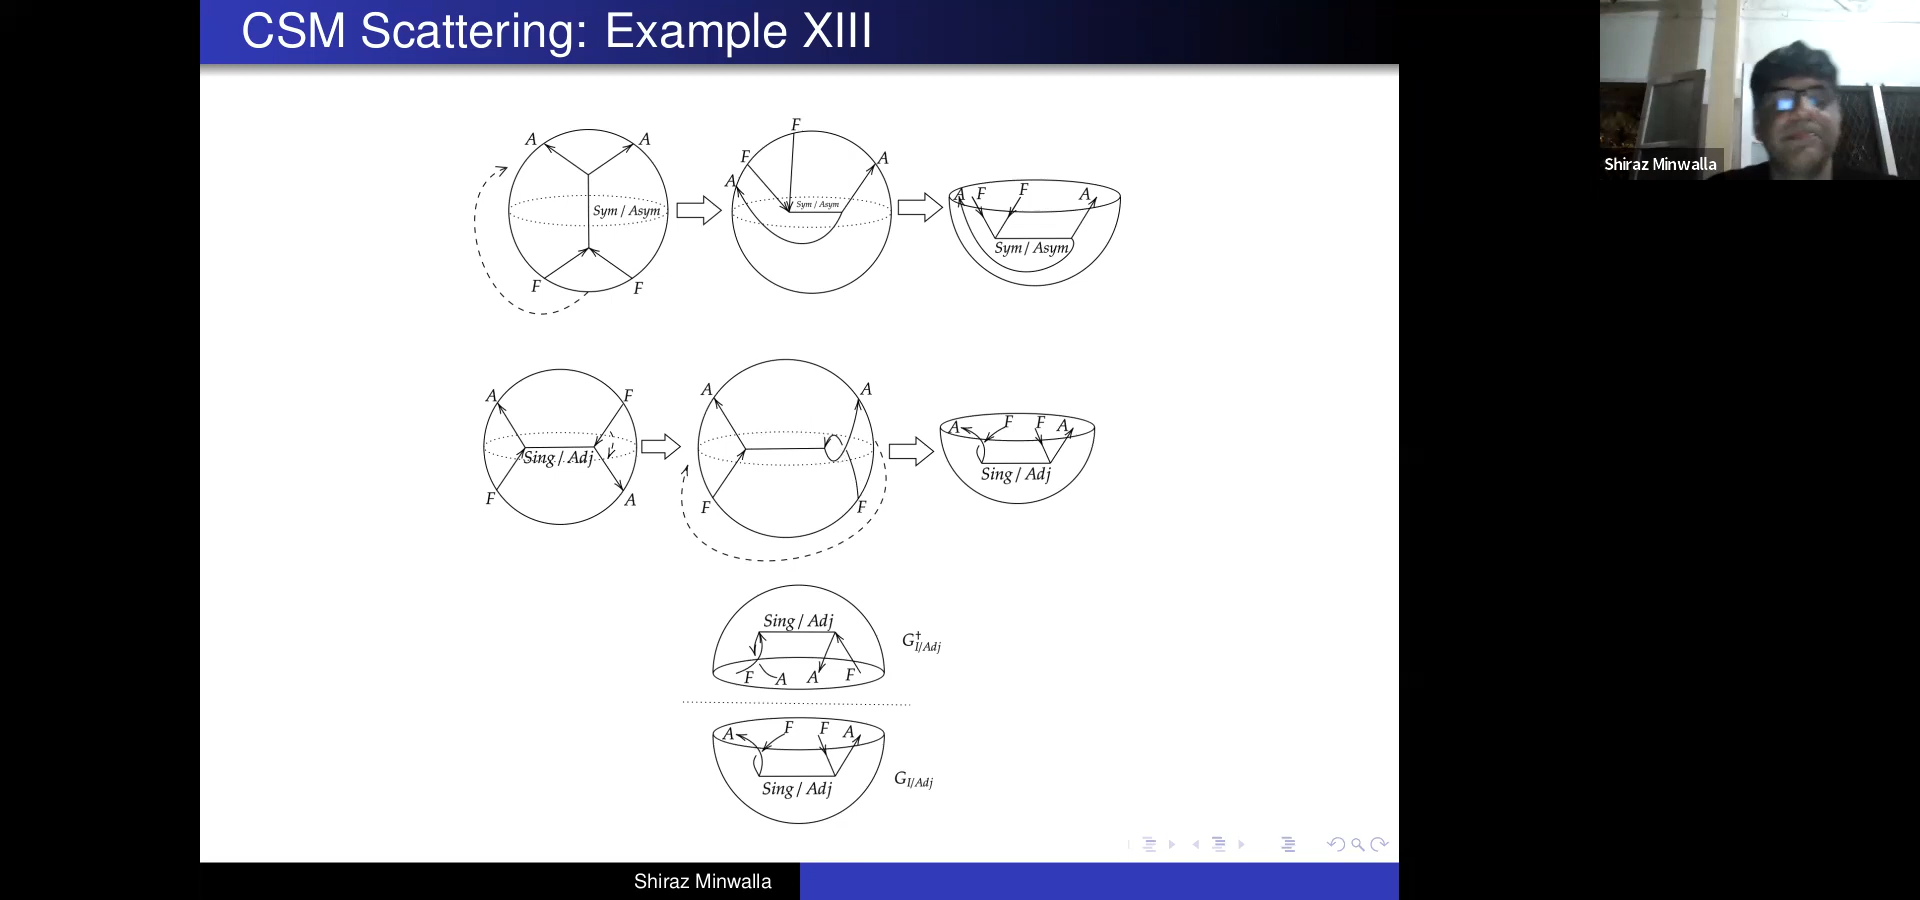 CSM Scattering: Example XIII
Shiraz Minwalla
A A
Sym / Asym
F F
F
F
A A
Sym / Asym
A F F A
Sym / Asym
A F
Sing / Adj
F A
A A
F F
A F F A
Sing / Adj
Sing / Adj
F A A F
G†I/Adj
A F F A
Sing / Adj
GI/Adj
Shiraz Minwalla